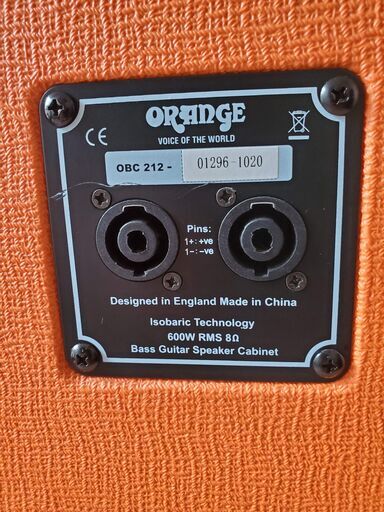 ORANGE
VOICE OF THE WORLD
CE
OBC 212 - 01296-1020
Pins:
1+: +ve
1-: -ve
Designed in England Made in China
Isobaric Technology
600W RMS 8Ω
Bass Guitar Speaker Cabinet